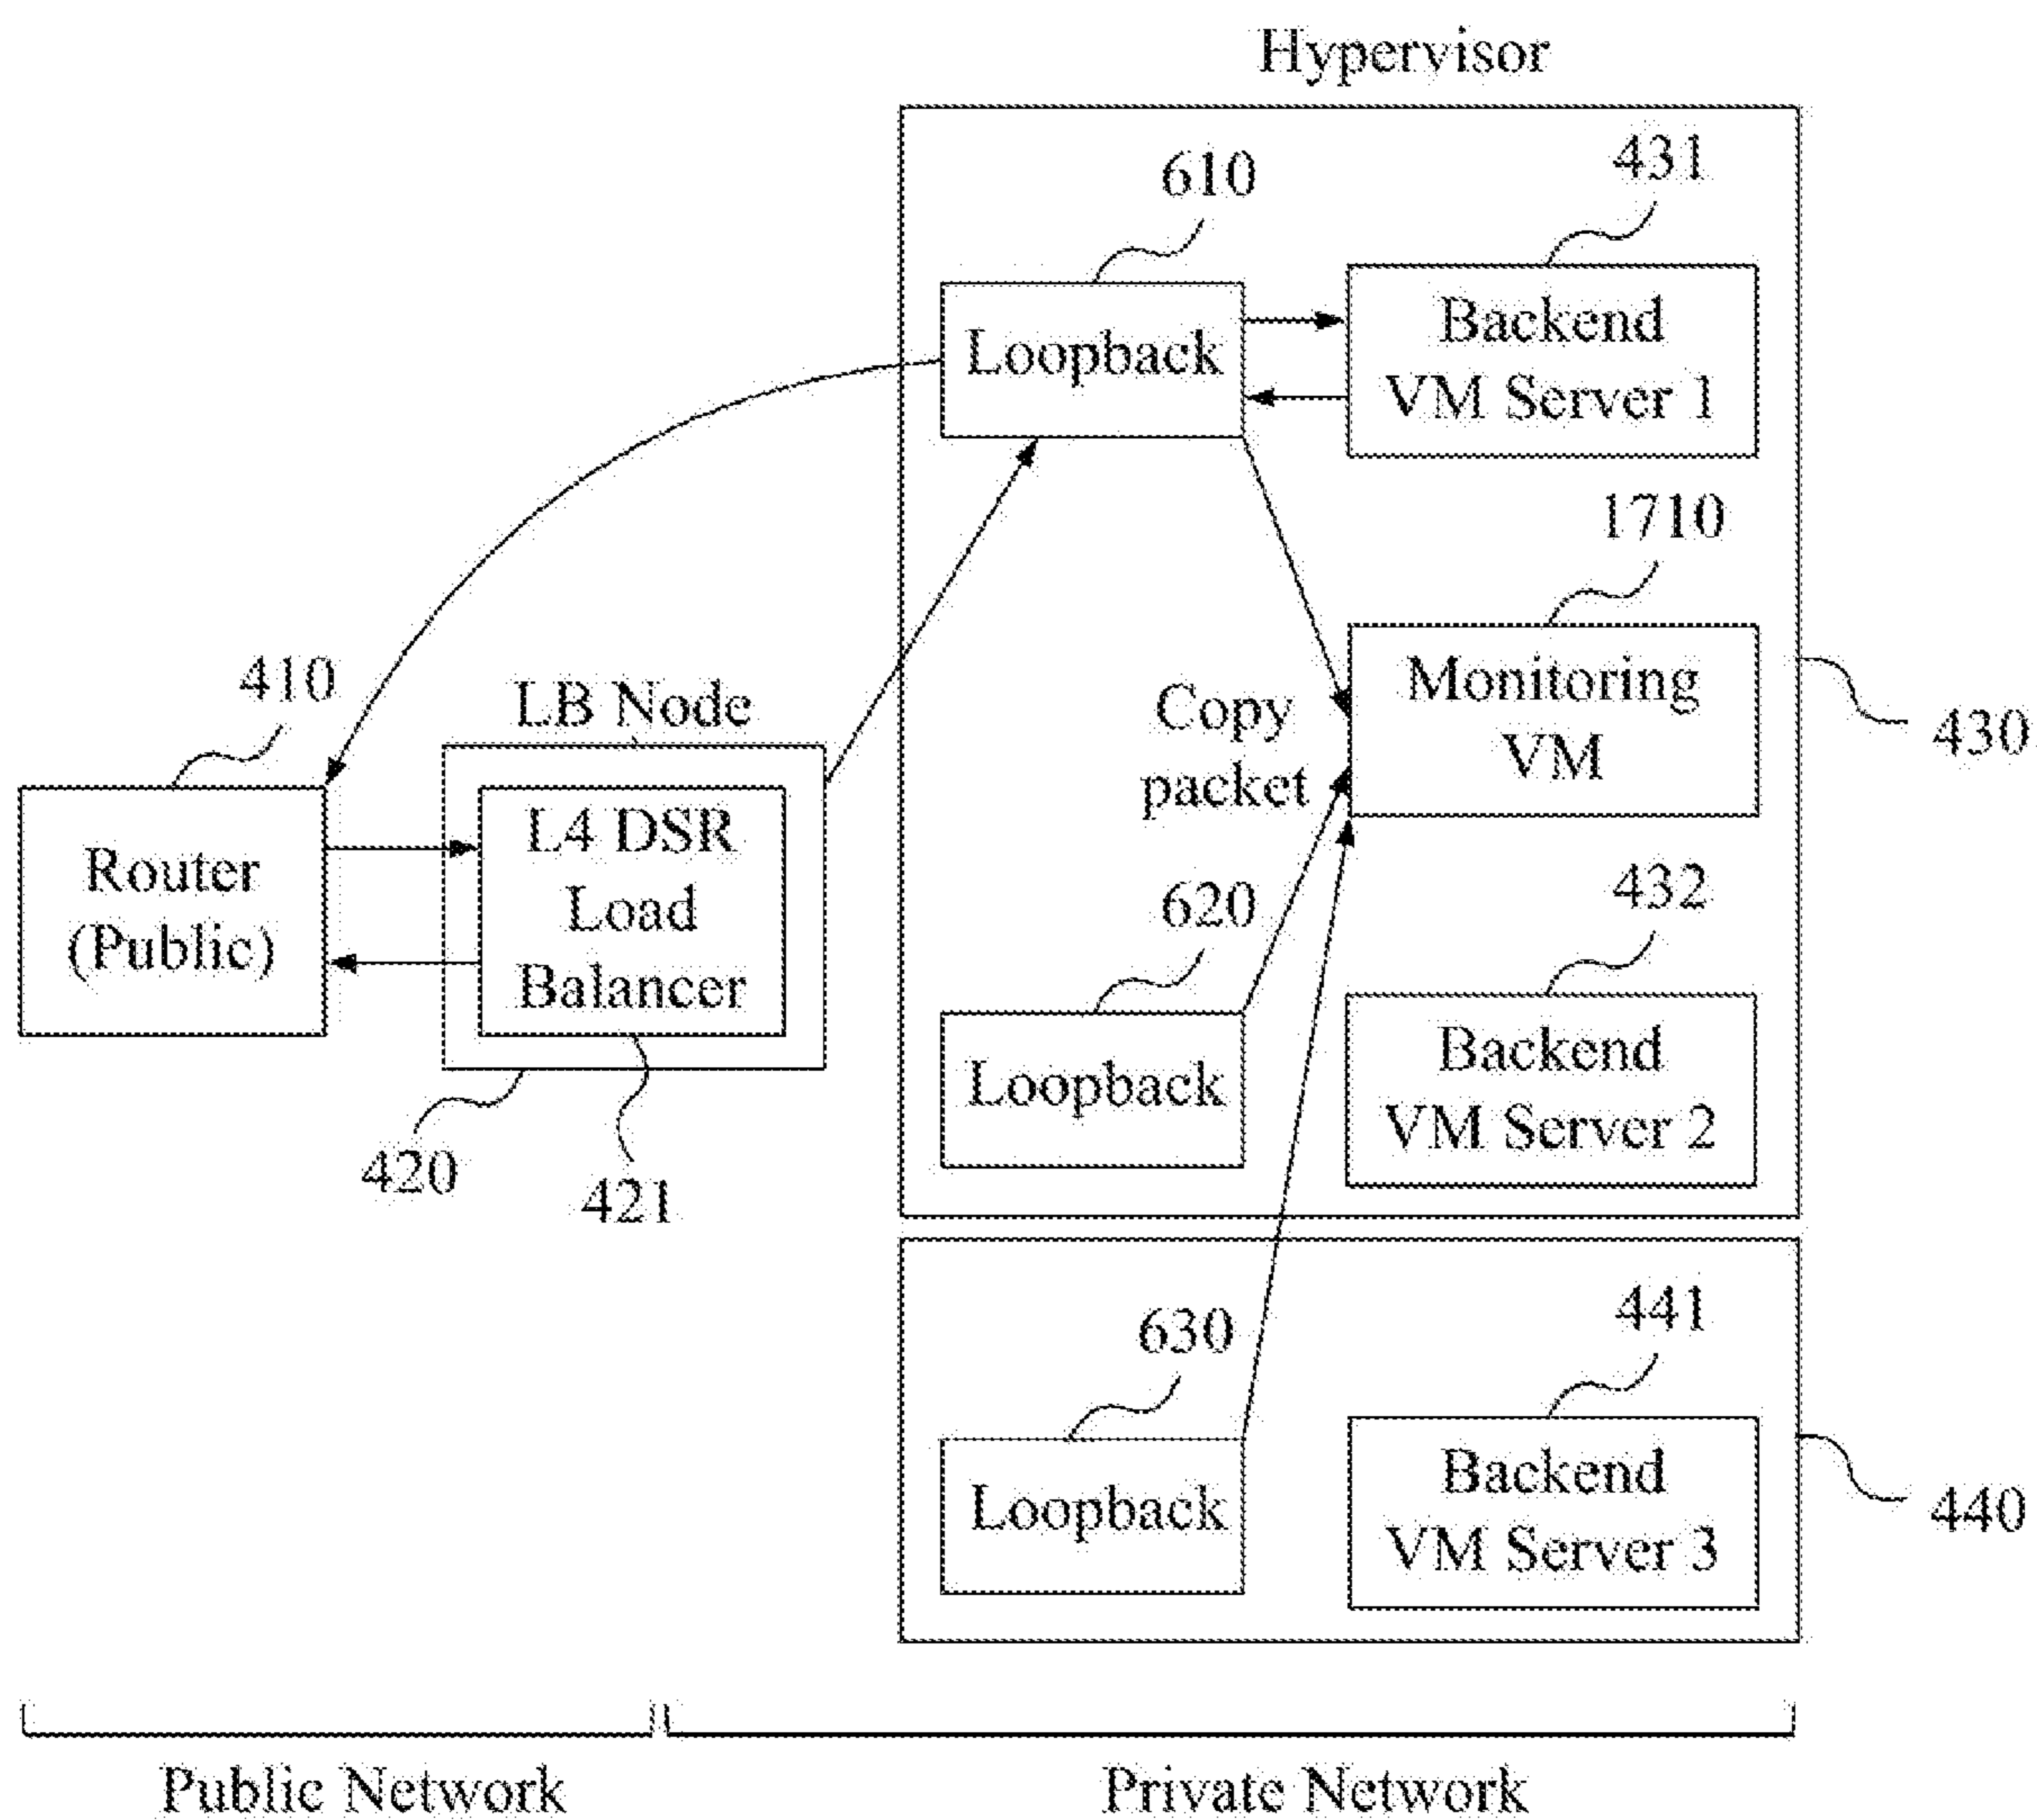 Hypervisor
610
431
Loopback
Backend
VM Server 1
1710
410
LB Node
Copy
packet
Monitoring
VM
430
Router
(Public)
L4 DSR
Load
Balancer
620
432
Loopback
Backend
VM Server 2
420
421
630
441
Loopback
Backend
VM Server 3
440
Public Network
Private Network